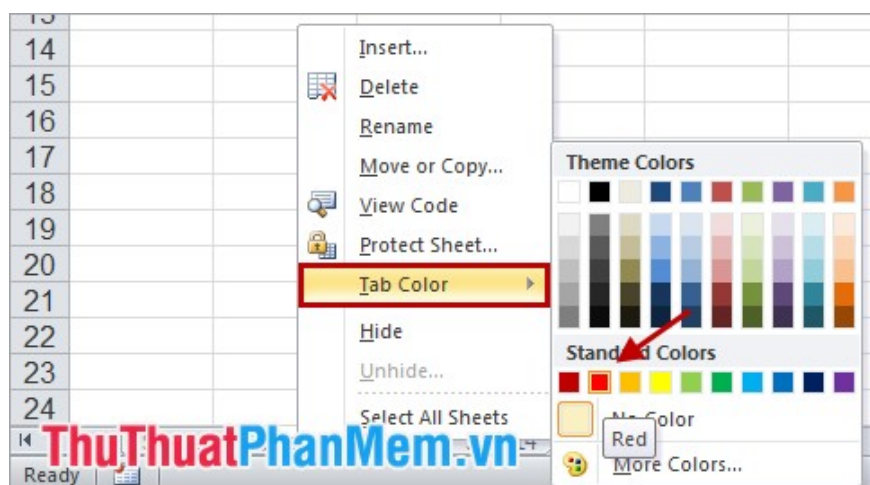 14
15
16
17
18
19
20
21
22
23
24
Insert...
Delete
Rename
Move or Copy...
View Code
Protect Sheet...
Tab Color
Hide
Unhide...
Select All Sheets
Theme Colors
Standard Colors
No Color
Red
More Colors...
ThuThuatPhanMem.vn
Ready